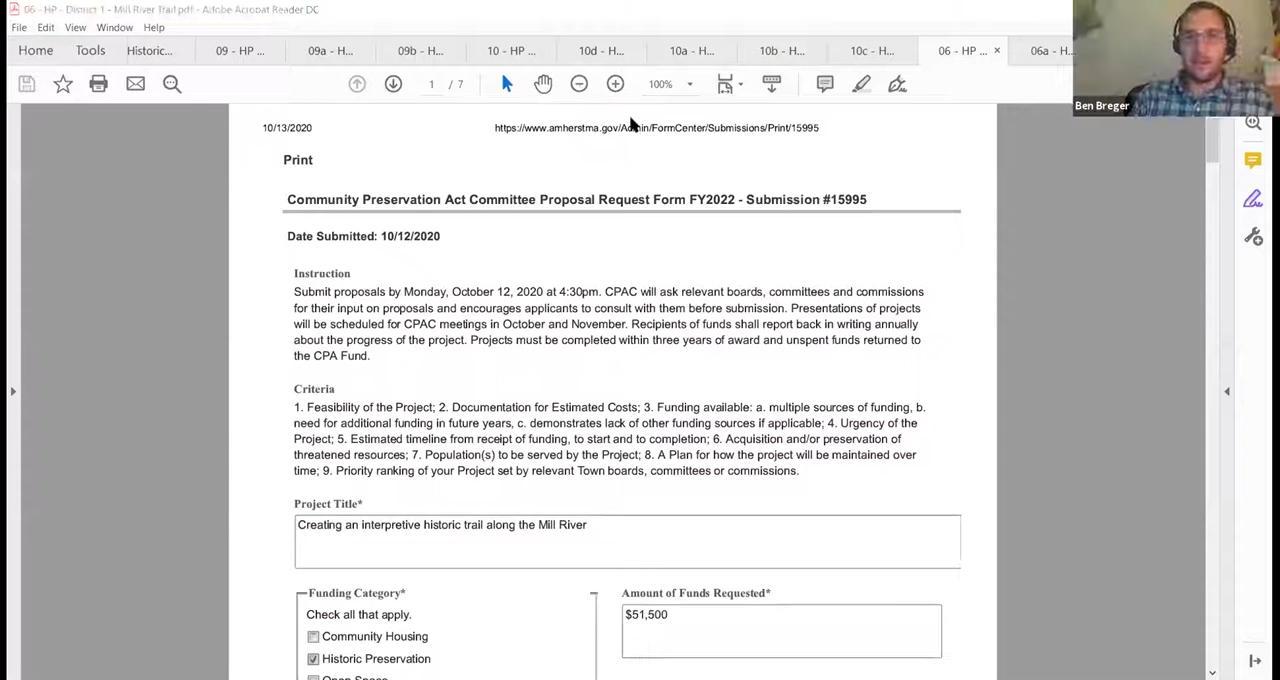 06 - HP - District 1 - Mill River Trail.pdf - Adobe Acrobat Reader DC
File Edit View Window Help
Home Tools Historic... 09 - HP ... 09a - H... 09b - H... 10 - HP ... 10d - H... 10a - H... 10b - H... 10c - H... 06 - HP ... × 06a - H...
1 / 7 100%
Ben Breger
10/13/2020 https://www.amherstma.gov/Admin/FormCenter/Submissions/Print/15995
Print
Community Preservation Act Committee Proposal Request Form FY2022 - Submission #15995
Date Submitted: 10/12/2020
Instruction
Submit proposals by Monday, October 12, 2020 at 4:30pm. CPAC will ask relevant boards, committees and commissions
for their input on proposals and encourages applicants to consult with them before submission. Presentations of projects
will be scheduled for CPAC meetings in October and November. Recipients of funds shall report back in writing annually
about the progress of the project. Projects must be completed within three years of award and unspent funds returned to
the CPA Fund.
Criteria
1. Feasibility of the Project; 2. Documentation for Estimated Costs; 3. Funding available: a. multiple sources of funding, b.
need for additional funding in future years, c. demonstrates lack of other funding sources if applicable; 4. Urgency of the
Project; 5. Estimated timeline from receipt of funding, to start and to completion; 6. Acquisition and/or preservation of
threatened resources; 7. Population(s) to be served by the Project; 8. A Plan for how the project will be maintained over
time; 9. Priority ranking of your Project set by relevant Town boards, committees or commissions.
Project Title*
Creating an interpretive historic trail along the Mill River
Funding Category* Amount of Funds Requested*
Check all that apply. $51,500
Community Housing
Historic Preservation
Open Space